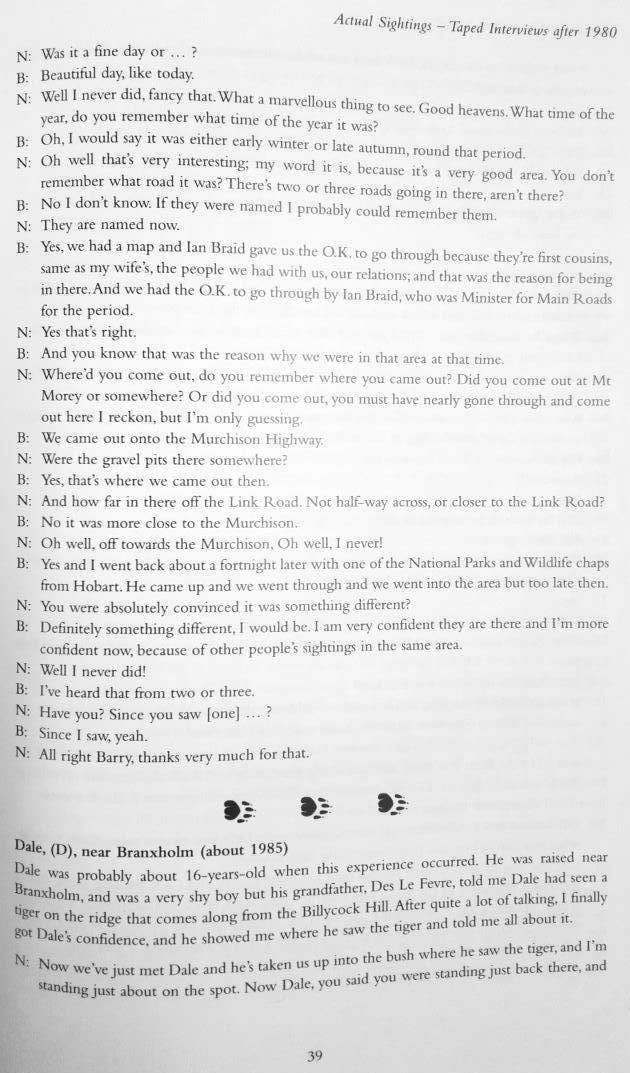 Actual Sightings – Taped Interviews after 1980
N: Was it a fine day or … ?
B: Beautiful day, like today.
N: Well I never did, fancy that. What a marvellous thing to see. Good heavens. What time of the
year, do you remember what time of the year it was?
B: Oh, I would say it was either early winter or late autumn, round that period.
N: Oh well that's very interesting; my word it is, because it's a very good area. You don't
remember what road it was? There's two or three roads going in there, aren't there?
B: No I don't know. If they were named I probably could remember them.
N: They are named now.
B: Yes, we had a map and Ian Braid gave us the O.K. to go through because they're first cousins,
same as my wife's, the people we had with us, our relations; and that was the reason for being
in there. And we had the O.K. to go through by Ian Braid, who was Minister for Main Roads
for the period.
N: Yes that's right.
B: And you know that was the reason why we were in that area at that time.
N: Where'd you come out, do you remember where you came out? Did you come out at Mt
Morey or somewhere? Or did you come out, you must have nearly gone through and come
out here I reckon, but I'm only guessing.
B: We came out onto the Murchison Highway.
N: Were the gravel pits there somewhere?
B: Yes, that's where we came out then.
N: And how far in there off the Link Road. Not half-way across, or closer to the Link Road?
B: No it was more close to the Murchison.
N: Oh well, off towards the Murchison, Oh well, I never!
B: Yes and I went back about a fortnight later with one of the National Parks and Wildlife chaps
from Hobart. He came up and we went through and we went into the area but too late then.
N: You were absolutely convinced it was something different?
B: Definitely something different, I would be. I am very confident they are there and I'm more
confident now, because of other people's sightings in the same area.
N: Well I never did!
B: I've heard that from two or three.
N: Have you? Since you saw [one] … ?
B: Since I saw, yeah.
N: All right Barry, thanks very much for that.
Dale, (D), near Branxholm (about 1985)
Dale was probably about 16-years-old when this experience occurred. He was raised near
Branxholm, and was a very shy boy but his grandfather, Des Le Fevre, told me Dale had seen a
tiger on the ridge that comes along from the Billycock Hill. After quite a lot of talking, I finally
got Dale's confidence, and he showed me where he saw the tiger and told me all about it.
N: Now we've just met Dale and he's taken us up into the bush where he saw the tiger, and I'm
standing just about on the spot. Now Dale, you said you were standing just back there, and
39